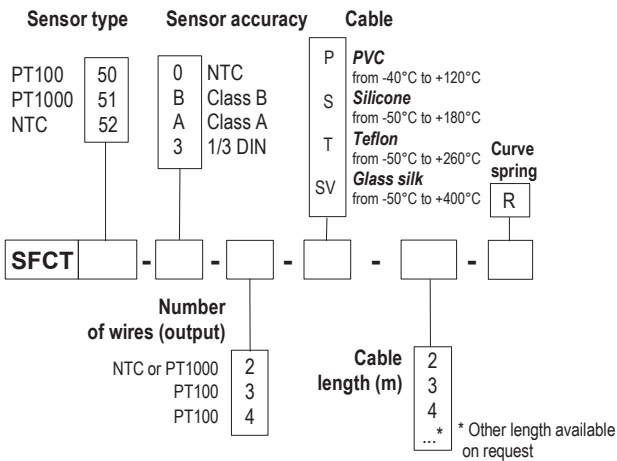 Sensor type
PT100 50
PT1000 51
NTC 52
Sensor accuracy
0 NTC
B Class B
A Class A
3 1/3 DIN
Cable
P PVC
from -40°C to +120°C
S Silicone
from -50°C to +180°C
T Teflon
from -50°C to +260°C
SV Glass silk
from -50°C to +400°C
Curve
spring
R
SFCT - - - - -
Number
of wires (output)
NTC or PT1000 2
PT100 3
PT100 4
Cable
length (m)
2
3
4
...*
* Other length available
on request